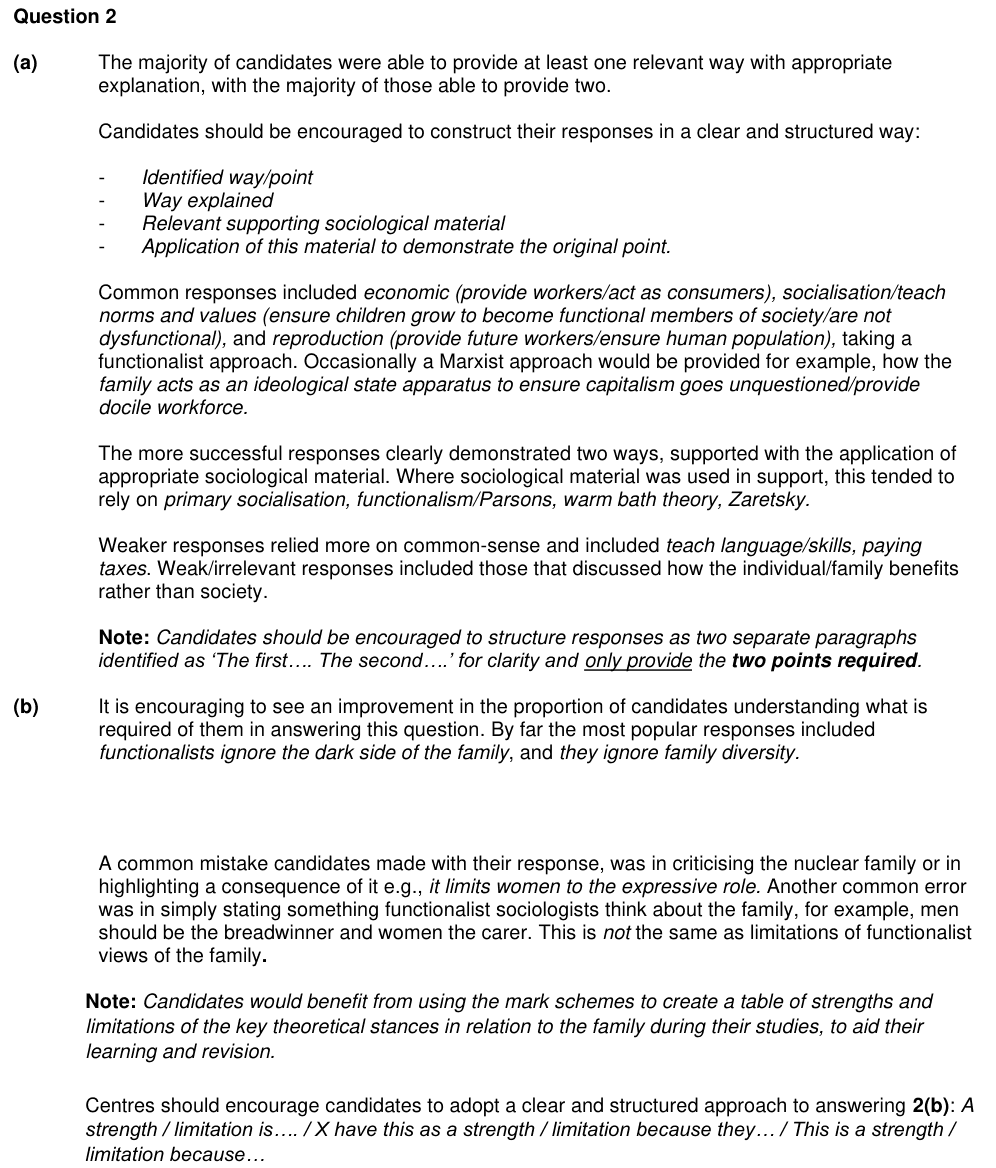 Question 2
(a) The majority of candidates were able to provide at least one relevant way with appropriate
explanation, with the majority of those able to provide two.
Candidates should be encouraged to construct their responses in a clear and structured way:
- Identified way/point
- Way explained
- Relevant supporting sociological material
- Application of this material to demonstrate the original point.
Common responses included economic (provide workers/act as consumers), socialisation/teach
norms and values (ensure children grow to become functional members of society/are not
dysfunctional), and reproduction (provide future workers/ensure human population), taking a
functionalist approach. Occasionally a Marxist approach would be provided for example, how the
family acts as an ideological state apparatus to ensure capitalism goes unquestioned/provide
docile workforce.
The more successful responses clearly demonstrated two ways, supported with the application of
appropriate sociological material. Where sociological material was used in support, this tended to
rely on primary socialisation, functionalism/Parsons, warm bath theory, Zaretsky.
Weaker responses relied more on common-sense and included teach language/skills, paying
taxes. Weak/irrelevant responses included those that discussed how the individual/family benefits
rather than society.
Note: Candidates should be encouraged to structure responses as two separate paragraphs
identified as ‘The first…. The second….’ for clarity and only provide the two points required.
(b) It is encouraging to see an improvement in the proportion of candidates understanding what is
required of them in answering this question. By far the most popular responses included
functionalists ignore the dark side of the family, and they ignore family diversity.
A common mistake candidates made with their response, was in criticising the nuclear family or in
highlighting a consequence of it e.g., it limits women to the expressive role. Another common error
was in simply stating something functionalist sociologists think about the family, for example, men
should be the breadwinner and women the carer. This is not the same as limitations of functionalist
views of the family.
Note: Candidates would benefit from using the mark schemes to create a table of strengths and
limitations of the key theoretical stances in relation to the family during their studies, to aid their
learning and revision.
Centres should encourage candidates to adopt a clear and structured approach to answering 2(b): A
strength / limitation is…. / X have this as a strength / limitation because they… / This is a strength /
limitation because…